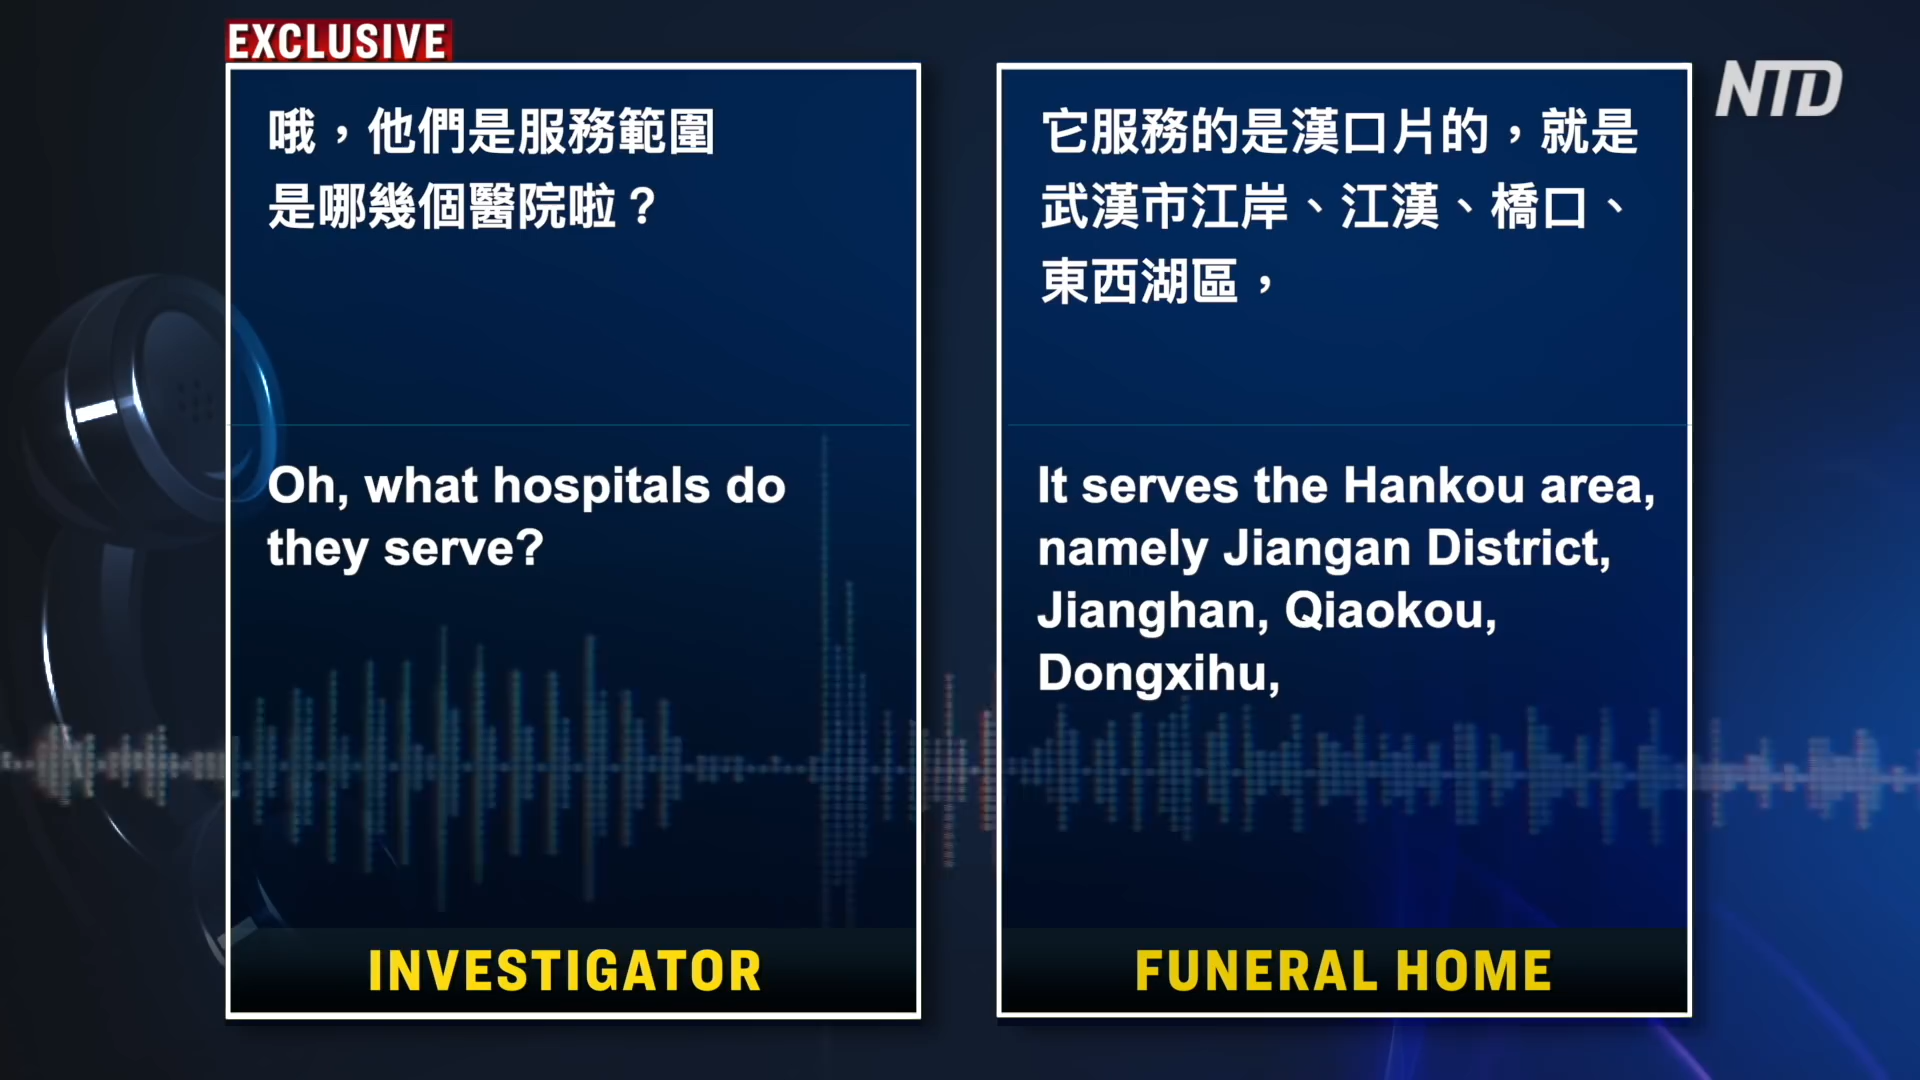 EXCLUSIVE
NTD
哦，他們是服務範圍
是哪幾個醫院啦？
Oh, what hospitals do
they serve?
INVESTIGATOR
它服務的是漢口片的，就是
武漢市江岸、江漢、橋口、
東西湖區，
It serves the Hankou area,
namely Jiangan District,
Jianghan, Qiaokou,
Dongxihu,
FUNERAL HOME